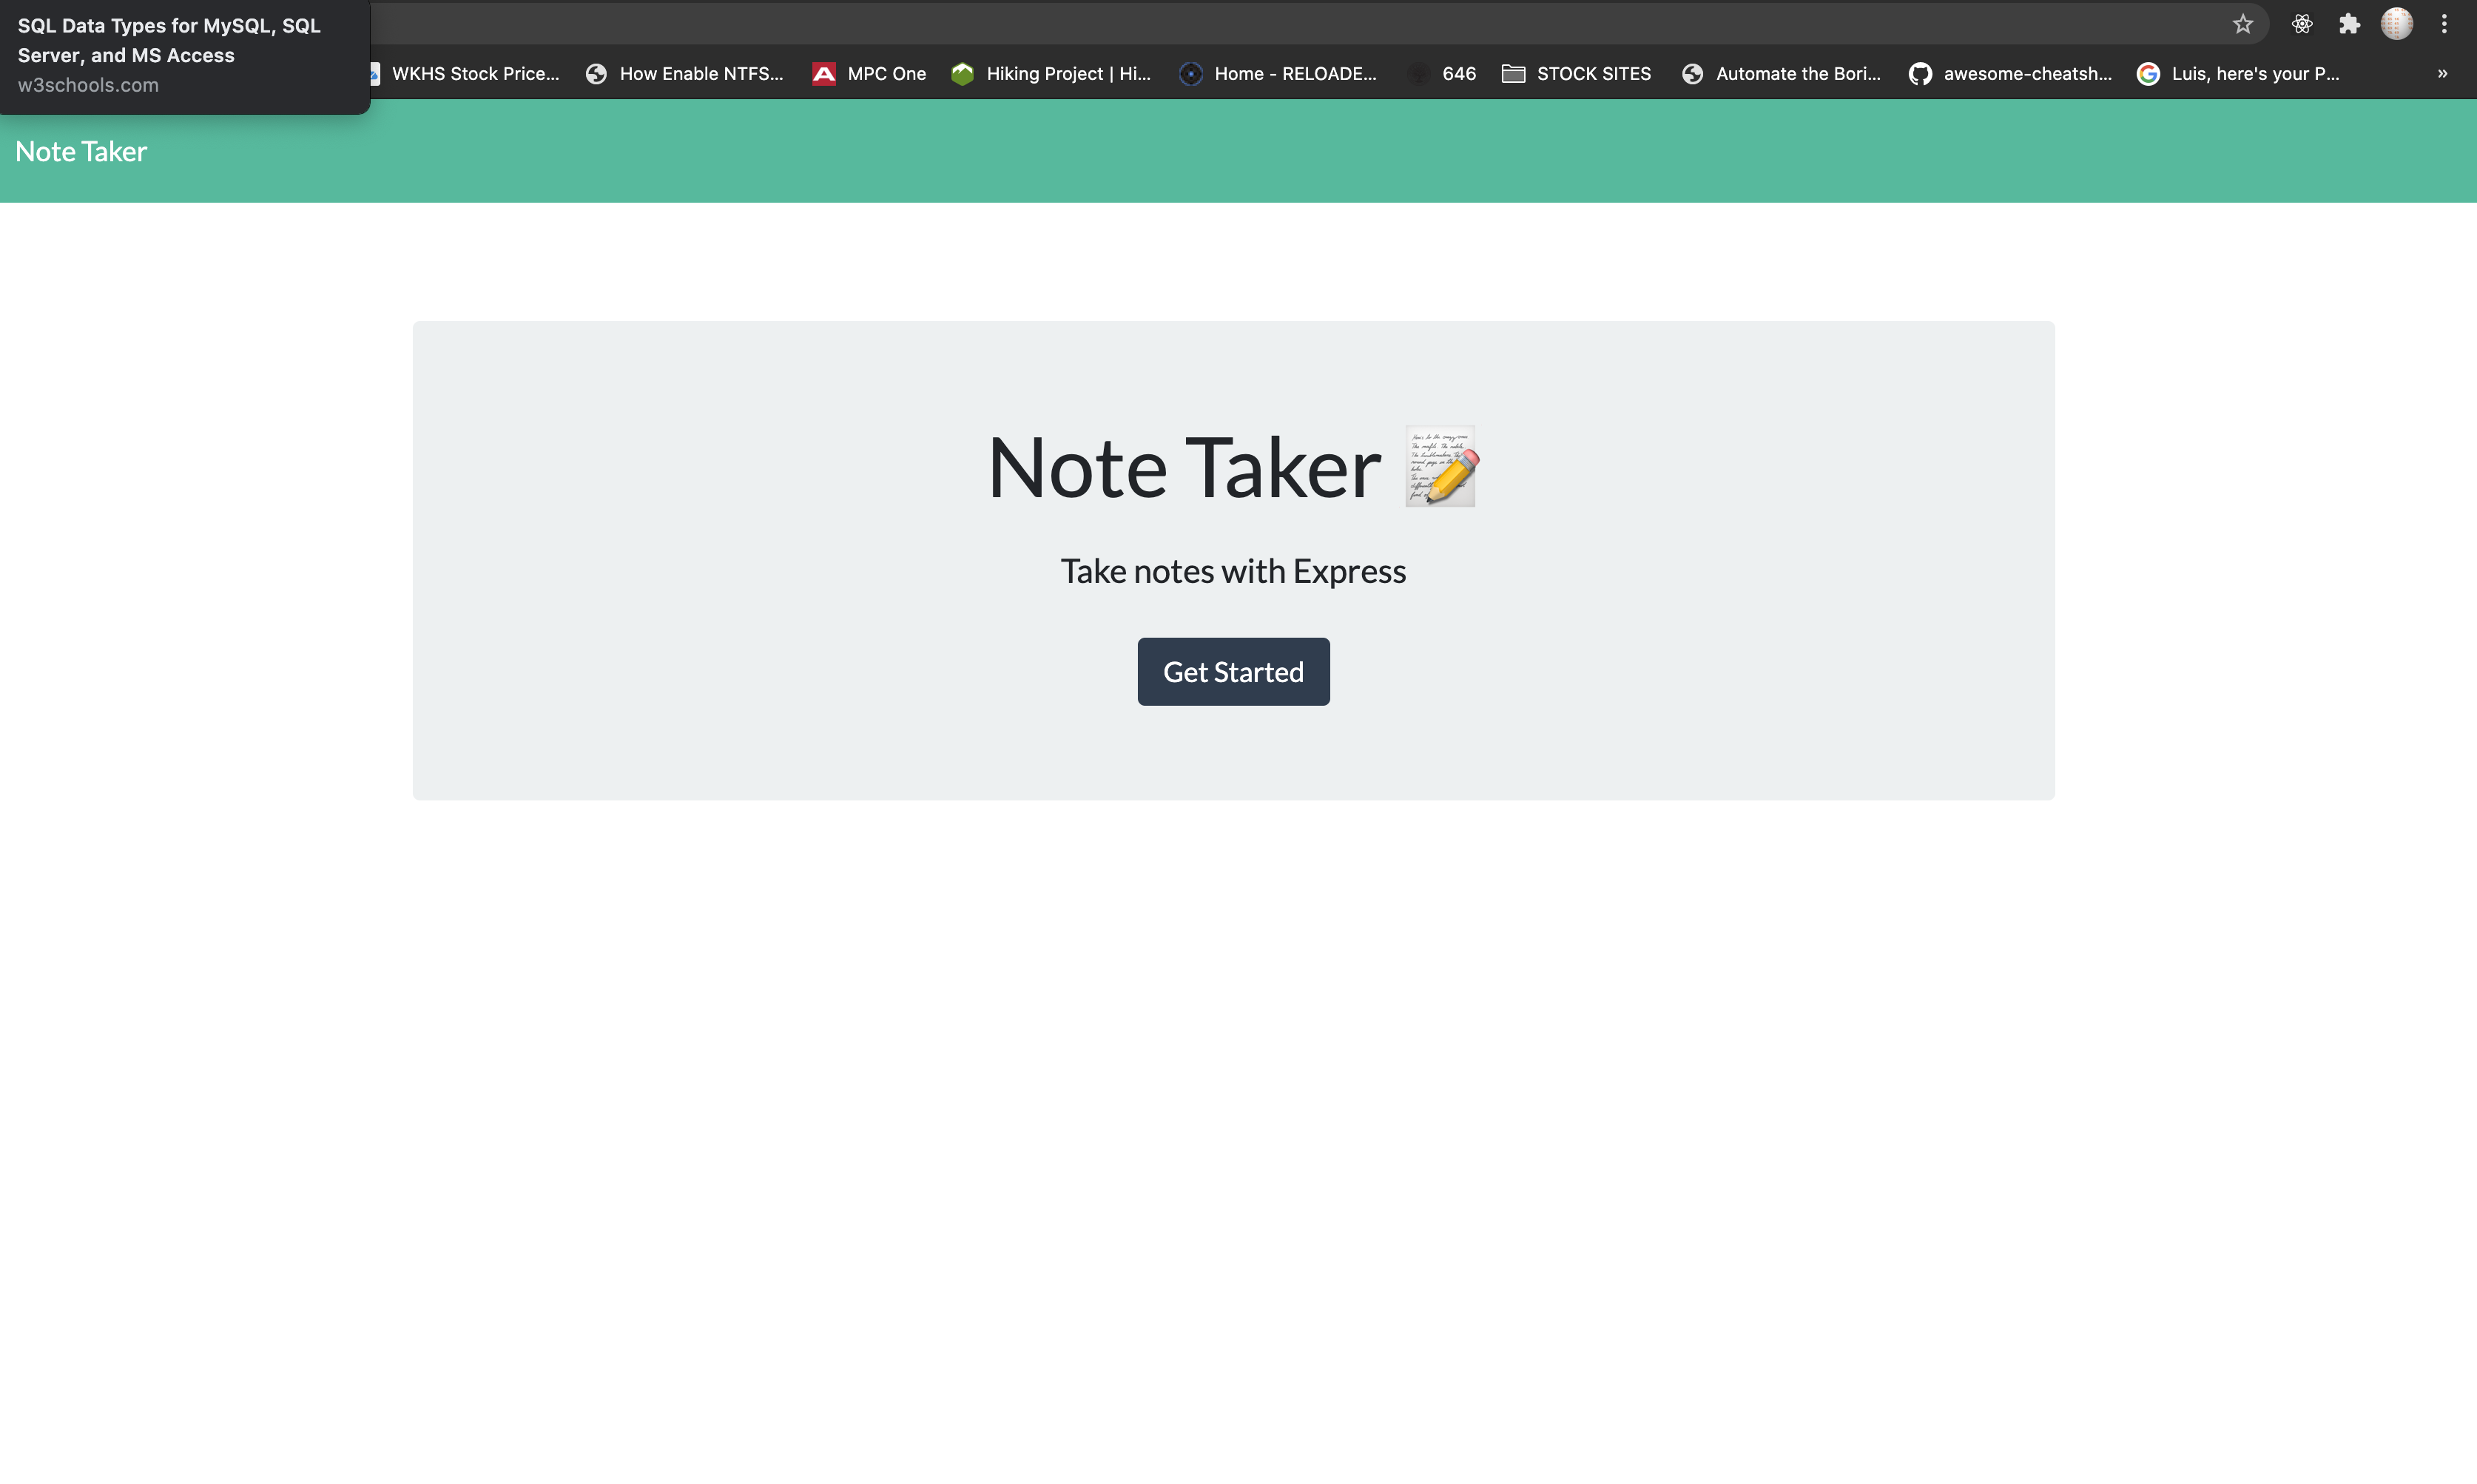 SQL Data Types for MySQL, SQL
Server, and MS Access
w3schools.com
WKHS Stock Price...
How Enable NTFS...
MPC One
Hiking Project | Hi...
Home - RELOADE...
646
STOCK SITES
Automate the Bori...
awesome-cheatsh...
Luis, here's your P...
»
Note Taker
Note Taker
Take notes with Express
Get Started